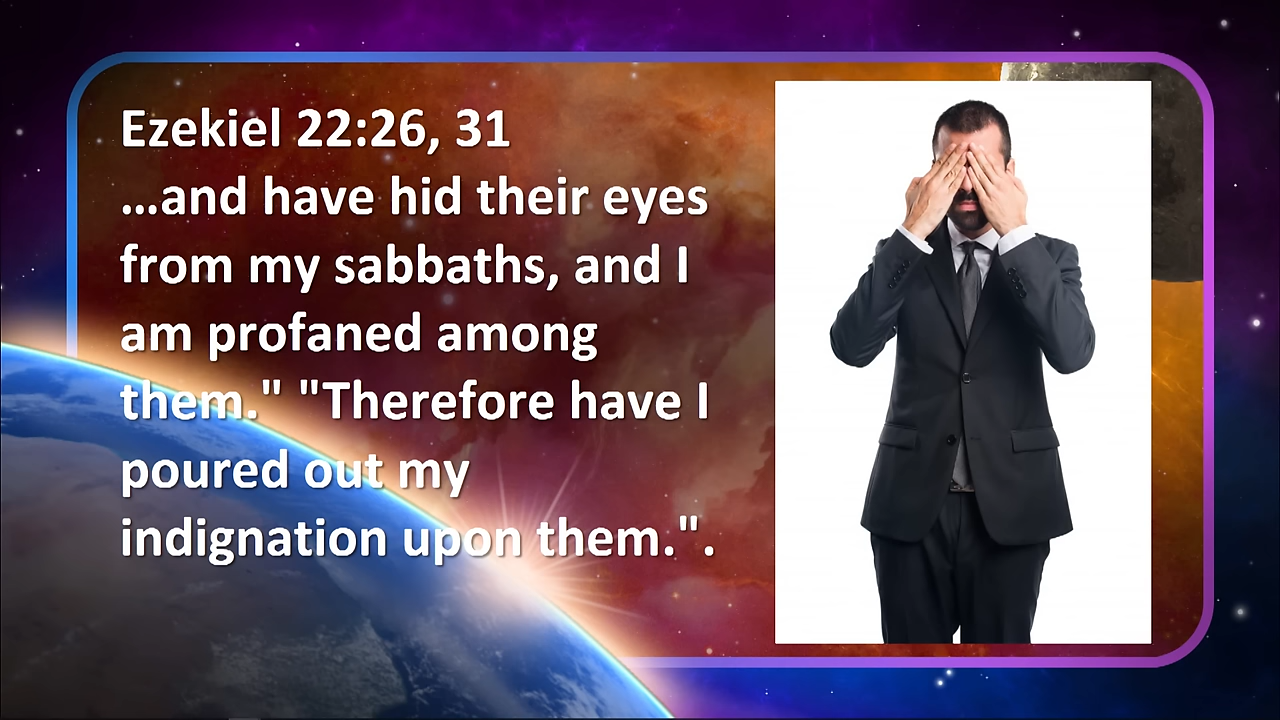 Ezekiel 22:26, 31
...and have hid their eyes
from my sabbaths, and I
am profaned among
them." "Therefore have I
poured out my
indignation upon them.".